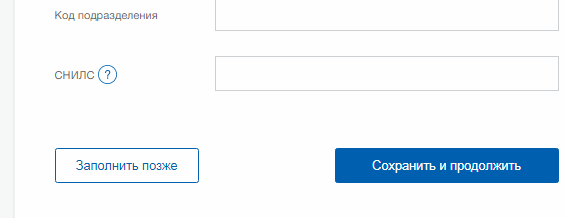 Код подразделения
СНИЛС ?
Заполнить позже Сохранить и продолжить